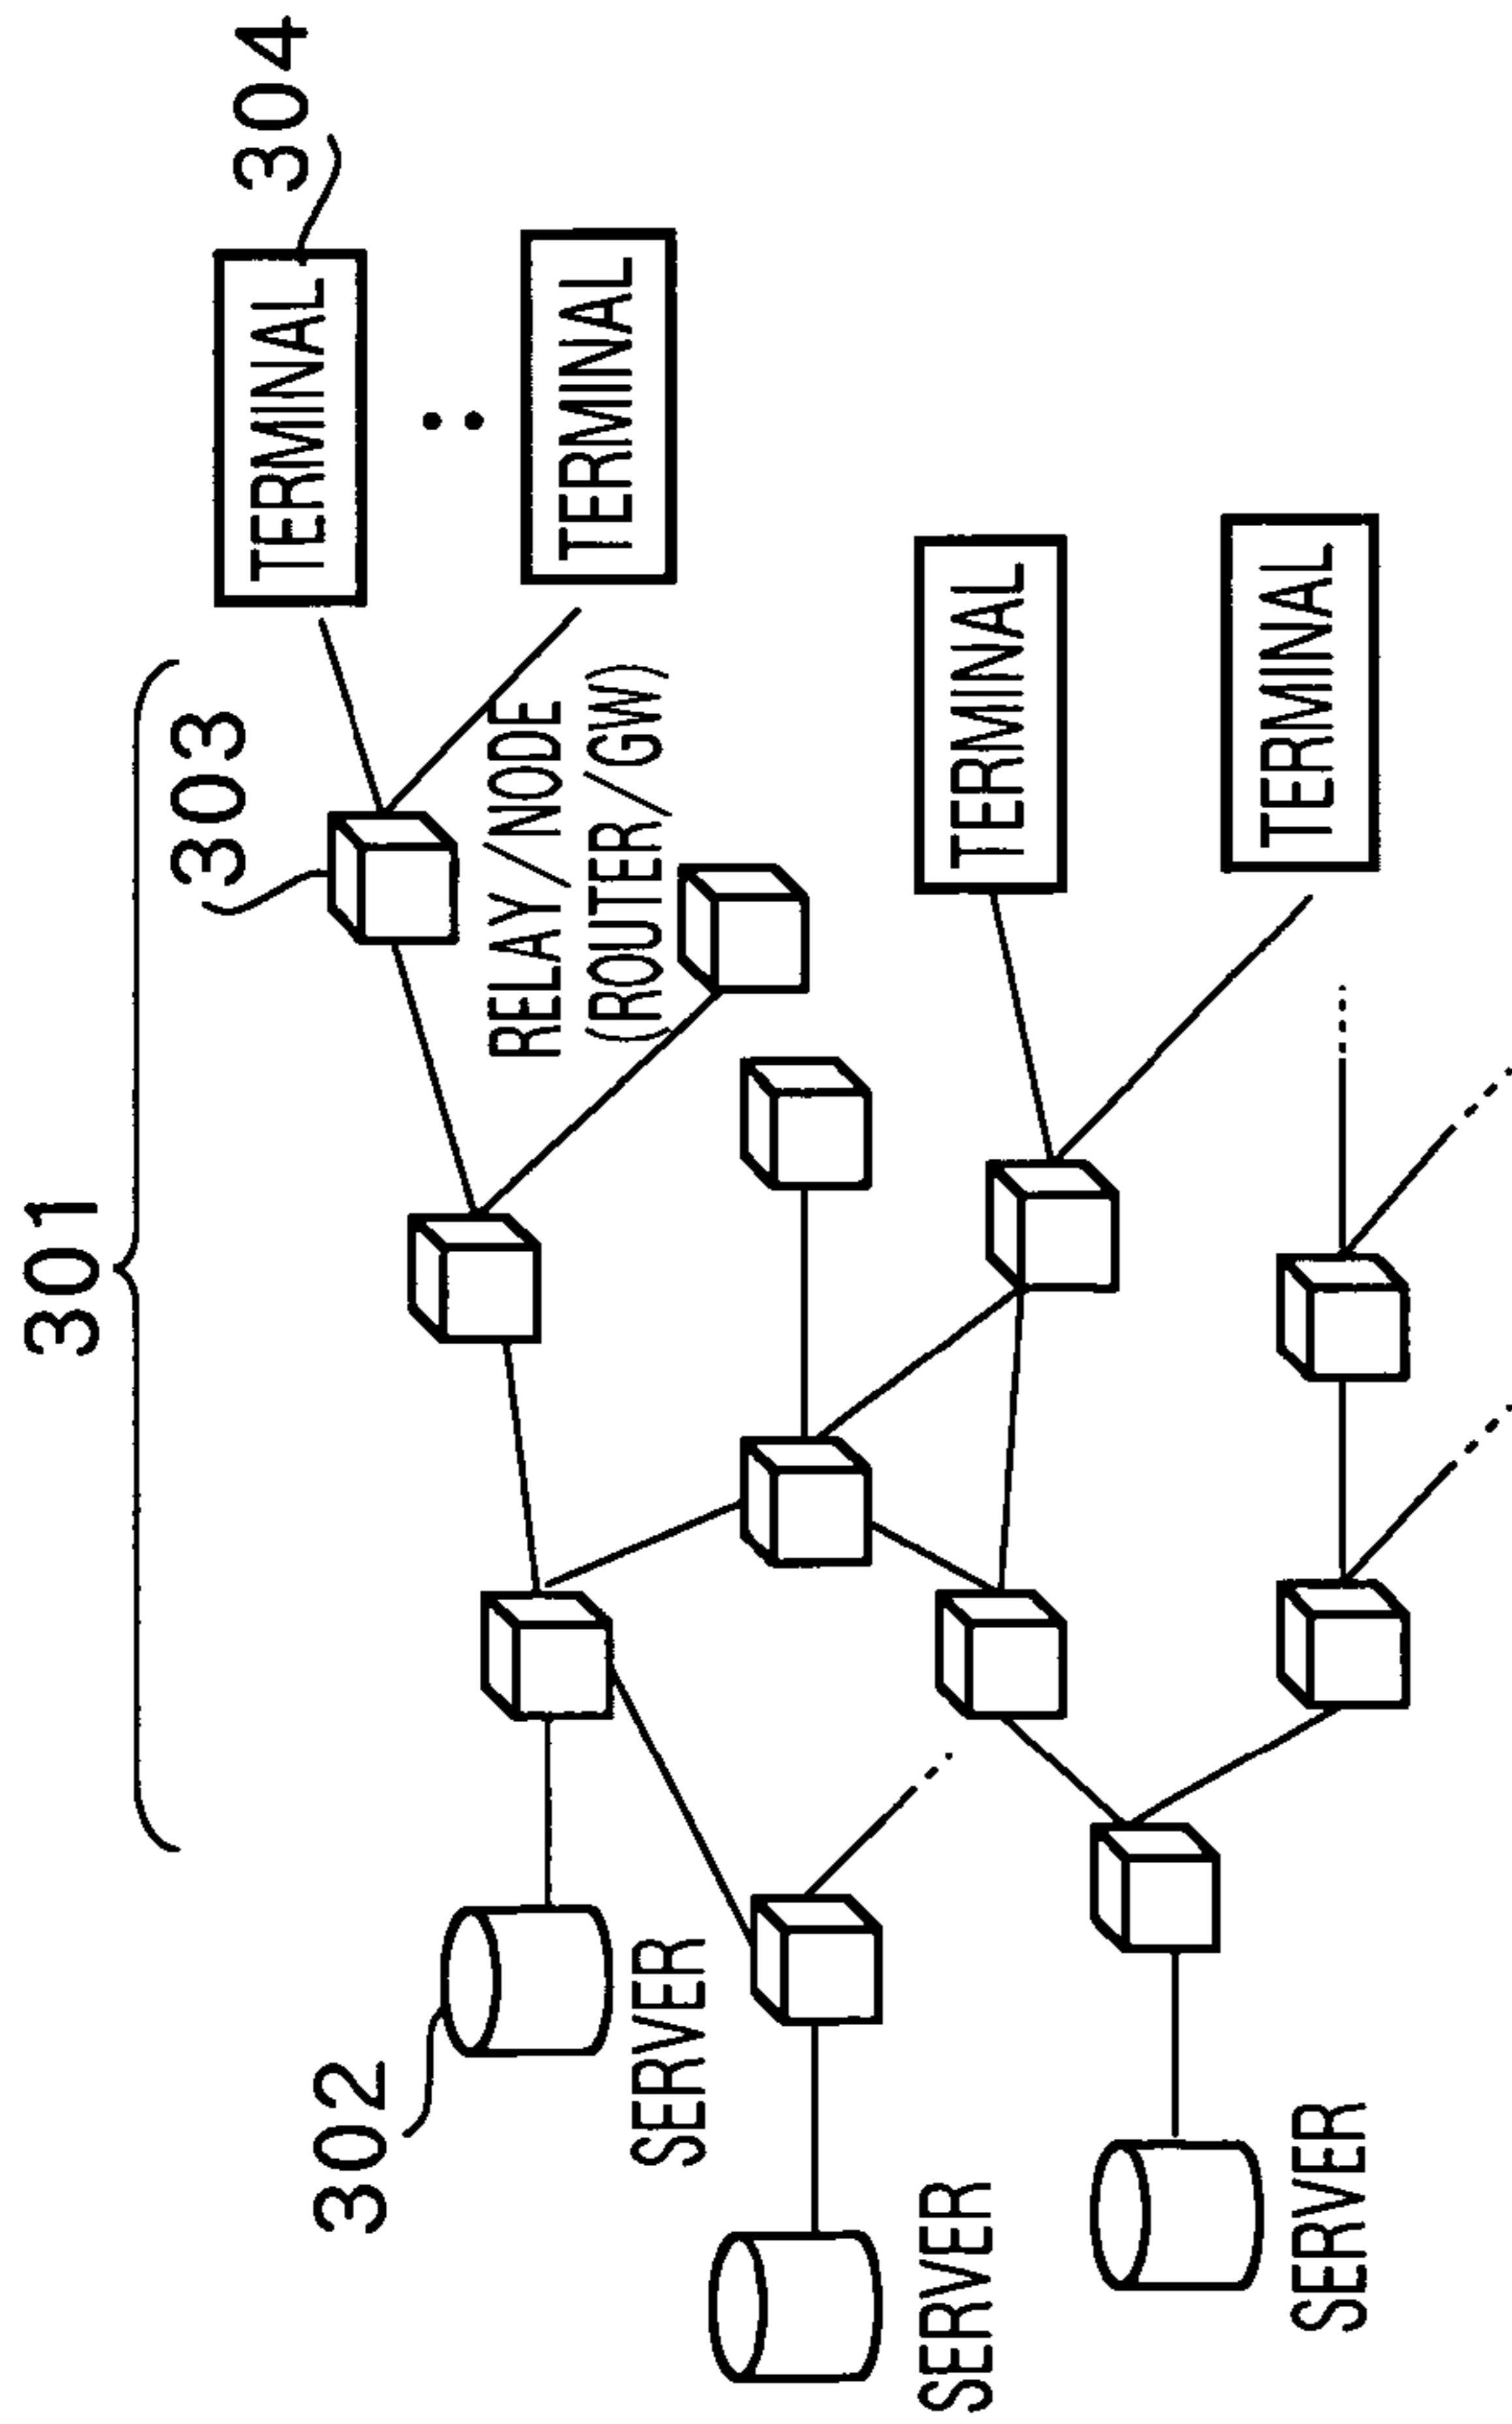 301
303
304
302
TERMINAL
TERMINAL
RELAY/NODE
(ROUTER/GW)
SERVER
TERMINAL
SERVER
TERMINAL
SERVER